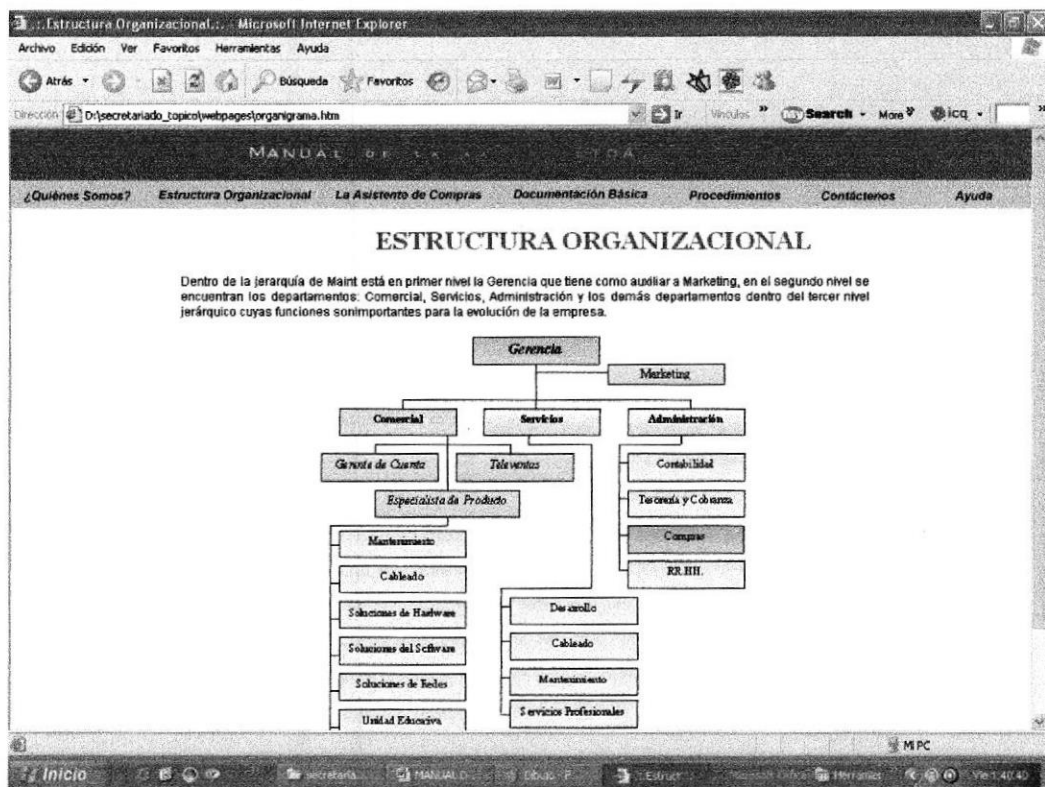 .:.Estructura Organizacional.:. - Microsoft Internet Explorer
Archivo Edición Ver Favoritos Herramientas Ayuda
Atrás Búsqueda Favoritos
Dirección D:\secretariado_topico\webpages\organigrama.htm Ir Vínculos » Search More » icq »
MANUAL DE LTDA
¿Quiénes Somos? Estructura Organizacional La Asistente de Compras Documentación Básica Procedimientos Contáctenos Ayuda
ESTRUCTURA ORGANIZACIONAL
Dentro de la jerarquía de Maint está en primer nivel la Gerencia que tiene como auxiliar a Marketing, en el segundo nivel se
encuentran los departamentos: Comercial, Servicios, Administración y los demás departamentos dentro del tercer nivel
jerárquico cuyas funciones sonimportantes para la evolución de la empresa.
Gerencia
Marketing
Comercial Servicios Administración
Gerente de Cuenta Televentas Contabilidad
Especialista de Producto Tesorería y Cobranza
Mantenimiento Compras
Cableado RR.HH.
Soluciones de Hardware Desarrollo
Soluciones del Software Cableado
Soluciones de Redes Mantenimiento
Unidad Educativa Servicios Profesionales
Mi PC
Inicio secretaria... MANUAL D... Dibujo - P... .:.Estruct... Herramien...